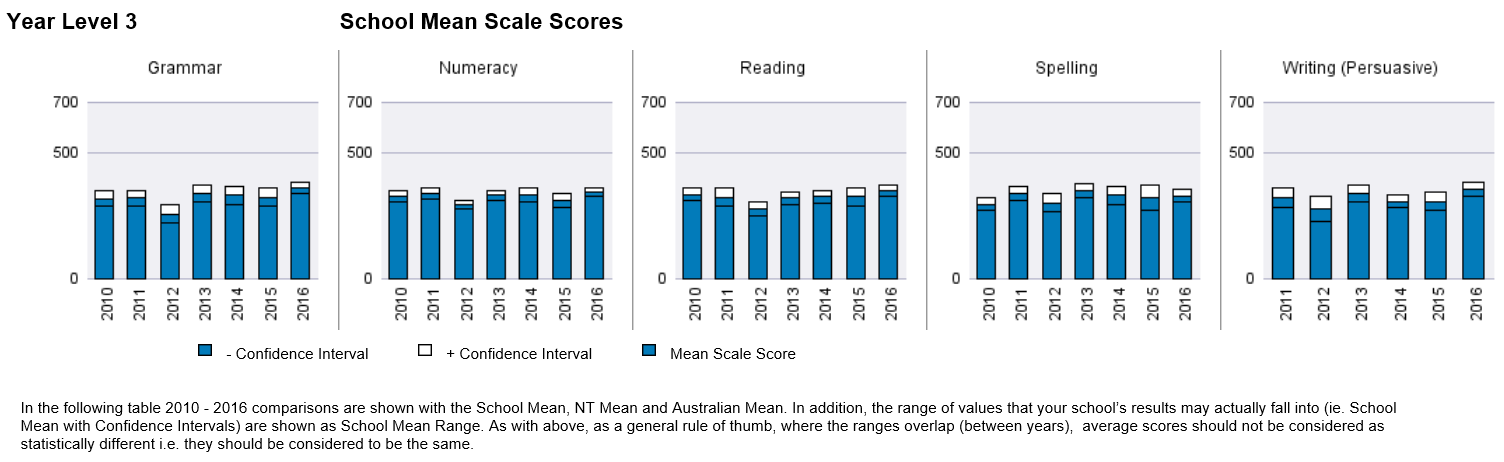 Year Level 3
School Mean Scale Scores
Grammar
700
500
0
2010 2011 2012 2013 2014 2015 2016
Numeracy
700
500
0
2010 2011 2012 2013 2014 2015 2016
Reading
700
500
0
2010 2011 2012 2013 2014 2015 2016
Spelling
700
500
0
2010 2011 2012 2013 2014 2015 2016
Writing (Persuasive)
700
500
0
2011 2012 2013 2014 2015 2016
- Confidence Interval
+ Confidence Interval
Mean Scale Score
In the following table 2010 - 2016 comparisons are shown with the School Mean, NT Mean and Australian Mean. In addition, the range of values that your school's results may actually fall into (ie. School
Mean with Confidence Intervals) are shown as School Mean Range. As with above, as a general rule of thumb, where the ranges overlap (between years),  average scores should not be considered as
statistically different i.e. they should be considered to be the same.